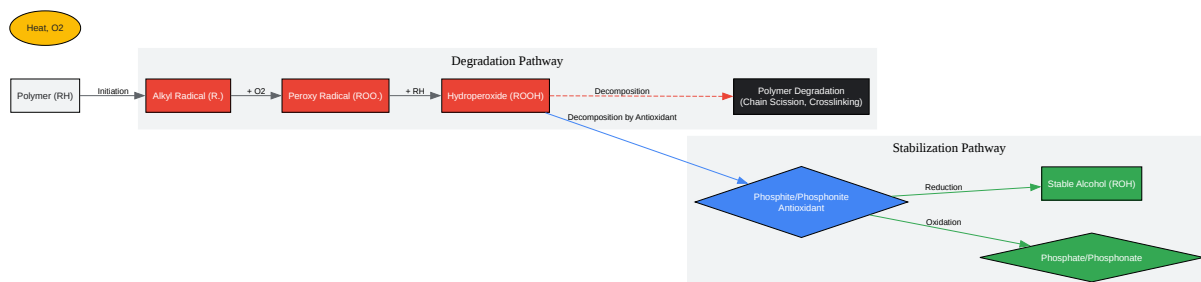 Heat, O2
Degradation Pathway
Polymer (RH)
Initiation
Alkyl Radical (R.)
+ O2
Peroxy Radical (ROO.)
+ RH
Hydroperoxide (ROOH)
Decomposition
Polymer Degradation
(Chain Scission, Crosslinking)
Decomposition by Antioxidant
Stabilization Pathway
Phosphite/Phosphonite
Antioxidant
Reduction
Stable Alcohol (ROH)
Oxidation
Phosphate/Phosphonate